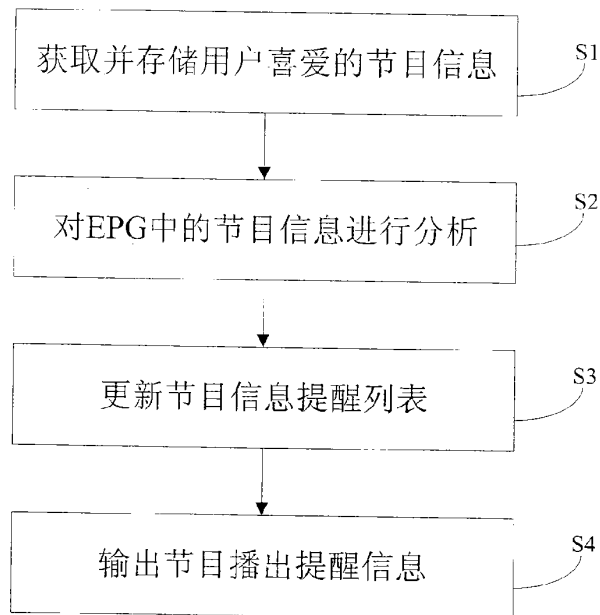 获取并存储用户喜爱的节目信息
S1
对EPG中的节目信息进行分析
S2
更新节目信息提醒列表
S3
输出节目播出提醒信息
S4